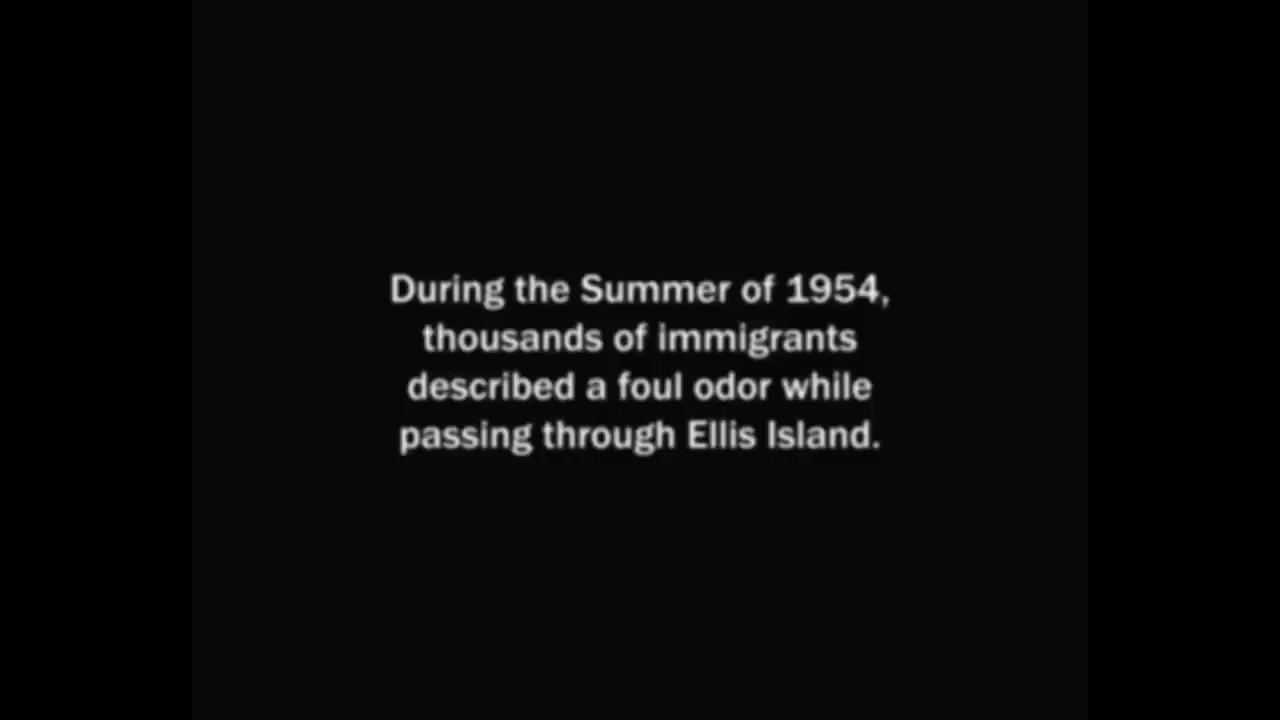 During the Summer of 1954,
thousands of immigrants
described a foul odor while
passing through Ellis Island.